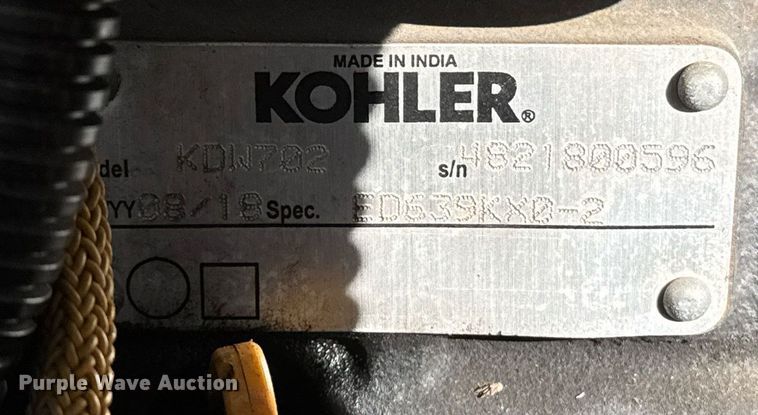 MADE IN INDIA
KOHLER®
del KDW702 s/n 4821800596
YY 08/18 Spec. ED639KX0-2
Purple Wave Auction